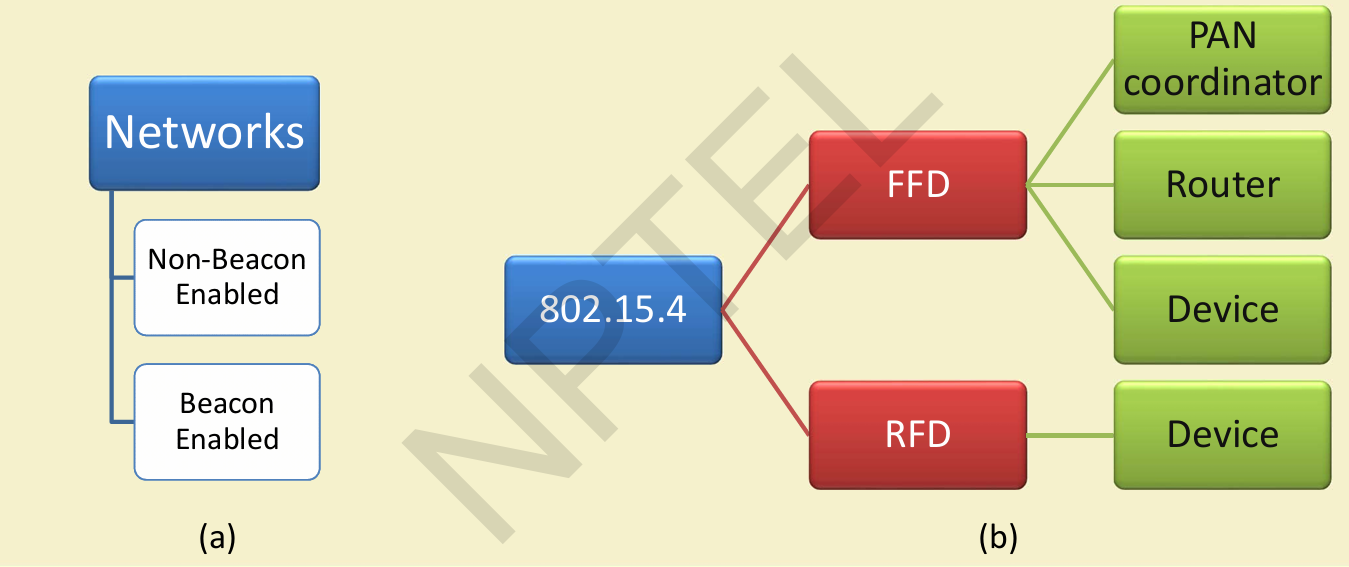 Networks
Non-Beacon
Enabled
Beacon
Enabled
(a)
802.15.4
FFD
RFD
PAN
coordinator
Router
Device
Device
(b)
NPTEL